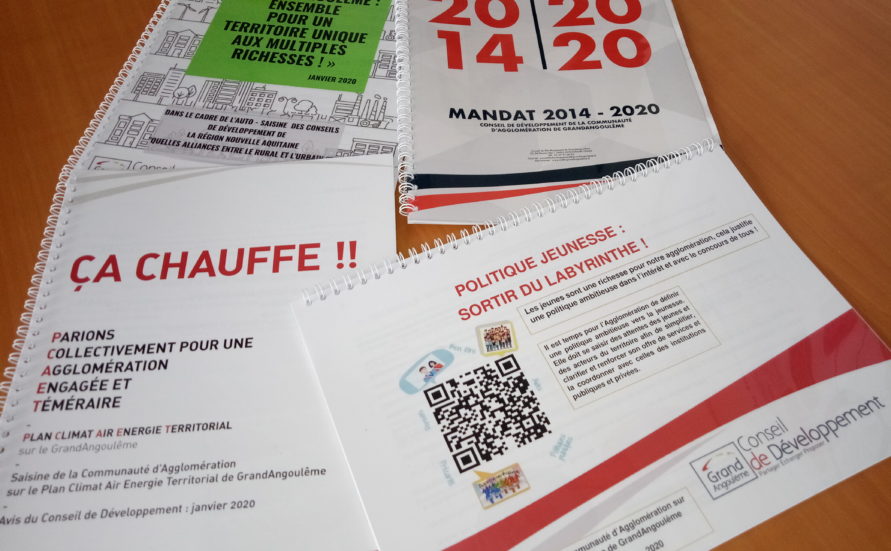 ENSEMBLE
POUR UN
TERRITOIRE UNIQUE
AUX MULTIPLES
RICHESSES ! »
JANVIER 2020
DANS LE CADRE DE L'AUTO - SAISINE DES CONSEILS
DE DÉVELOPPEMENT DE
LA RÉGION NOUVELLE AQUITAINE
QUELLES ALLIANCES ENTRE LE RURAL ET L'URBAIN
Conseil
20 20
14 20
MANDAT 2014 - 2020
CONSEIL DE DÉVELOPPEMENT DE LA COMMUNAUTÉ
D'AGGLOMÉRATION DE GRANDANGOULÊME
ÇA CHAUFFE !!
PARIONS
COLLECTIVEMENT POUR UNE
AGGLOMÉRATION
ENGAGÉE ET
TÉMÉRAIRE
-
PLAN CLIMAT AIR ENERGIE TERRITORIAL
sur le GrandAngoulême
-
Saisine de la Communauté d'Agglomération
sur le Plan Climat Air Energie Territorial de GrandAngoulême
-
Avis du Conseil de Développement : janvier 2020
POLITIQUE JEUNESSE :
SORTIR DU LABYRINTHE !
Les jeunes sont une richesse pour notre agglomération, cela justifie
une politique ambitieuse dans l'intérêt et avec le concours de tous !
Il est temps pour l'Agglomération de définir
une politique ambitieuse vers la jeunesse.
Elle doit se saisir des attentes des jeunes et
des acteurs du territoire afin de simplifier,
clarifier et renforcer son offre de services et
la coordonner avec celles des institutions
publiques et privées.
Grand
Angoulême
Conseil
de Développement
Partager Echanger Proposer
Communauté d'Agglomération sur
de GrandAngoulême
2020